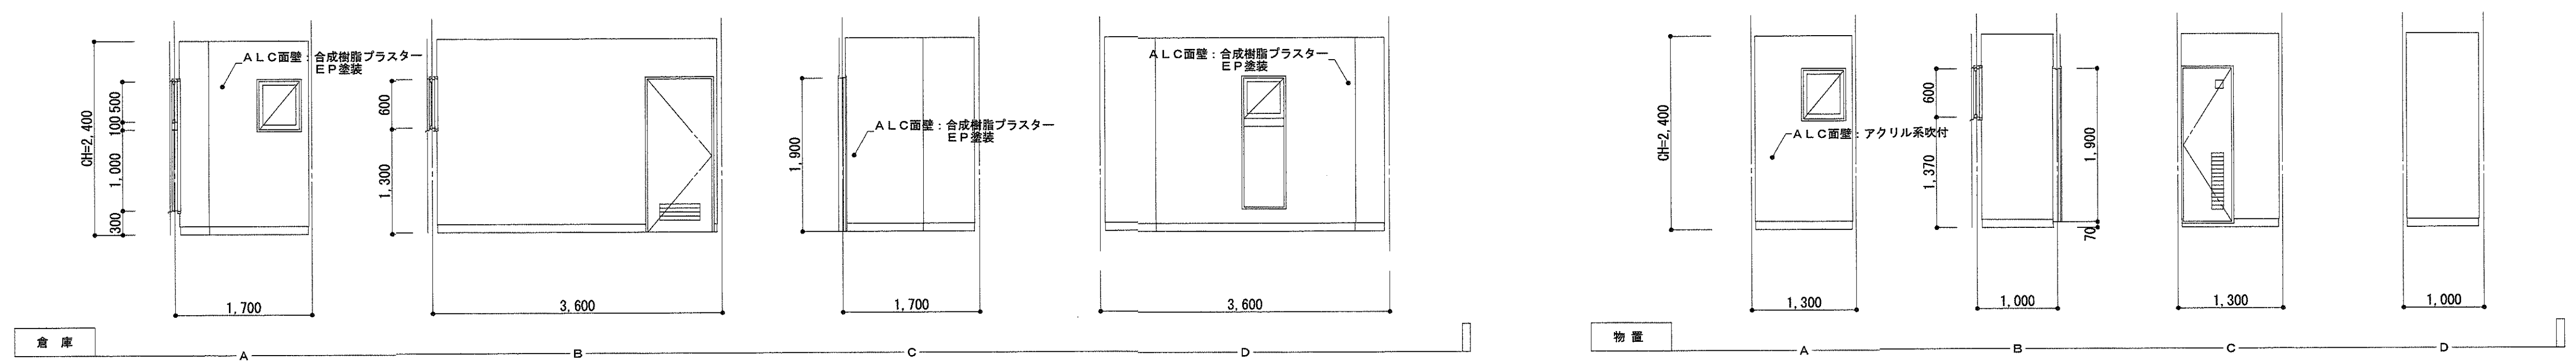 CH=2,400
500
100
1,000
300
ALC面壁：合成樹脂プラスター
EP塗装
1,700
600
1,300
3,600
1,900
ALC面壁：合成樹脂プラスター
EP塗装
1,700
ALC面壁：合成樹脂プラスター
EP塗装
3,600
倉庫
A
B
C
D
CH=2,400
ALC面壁：アクリル系吹付
1,300
600
1,370
1,900
70
1,000
1,300
1,000
物置
A
B
C
D